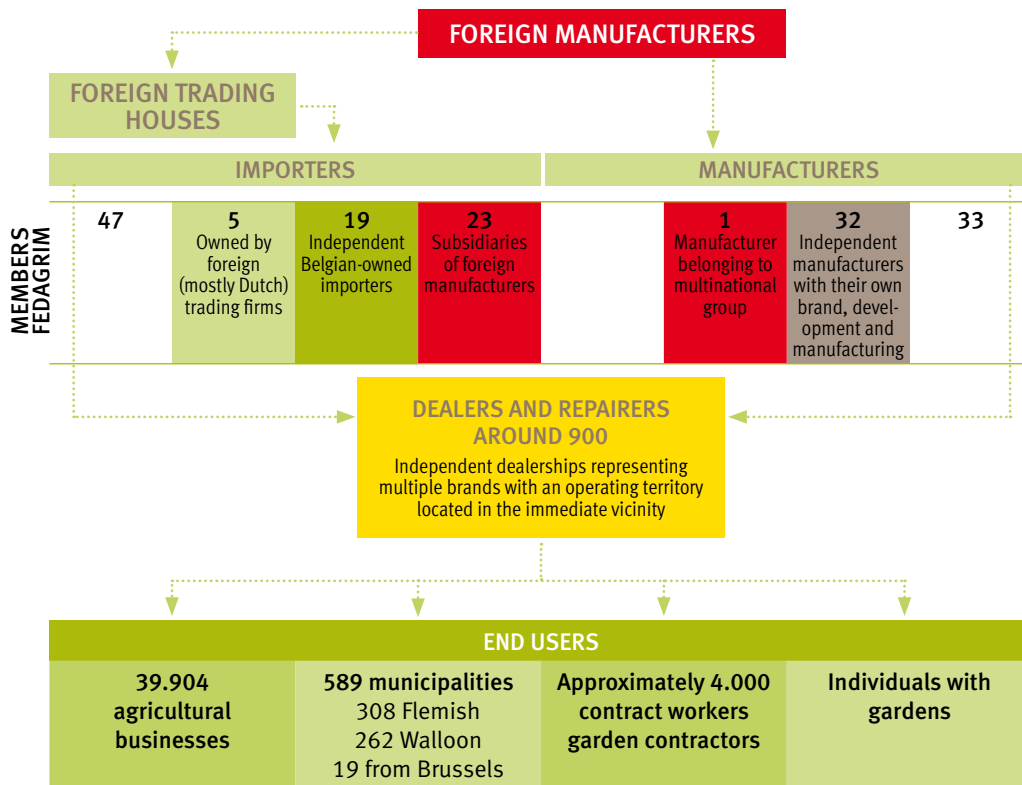 FOREIGN MANUFACTURERS
FOREIGN TRADING
HOUSES
IMPORTERS
MANUFACTURERS
MEMBERS
FEDAGRIM
47
5
Owned by
foreign
(mostly Dutch)
trading firms
19
Independent
Belgian-owned
importers
23
Subsidiaries
of foreign
manufacturers
1
Manufacturer
belonging to
multinational
group
32
Independent
manufacturers
with their own
brand, devel-
opment and
manufacturing
33
DEALERS AND REPAIRERS
AROUND 900
Independent dealerships representing
multiple brands with an operating territory
located in the immediate vicinity
END USERS
39.904
agricultural
businesses
589 municipalities
308 Flemish
262 Walloon
19 from Brussels
Approximately 4.000
contract workers
garden contractors
Individuals with
gardens